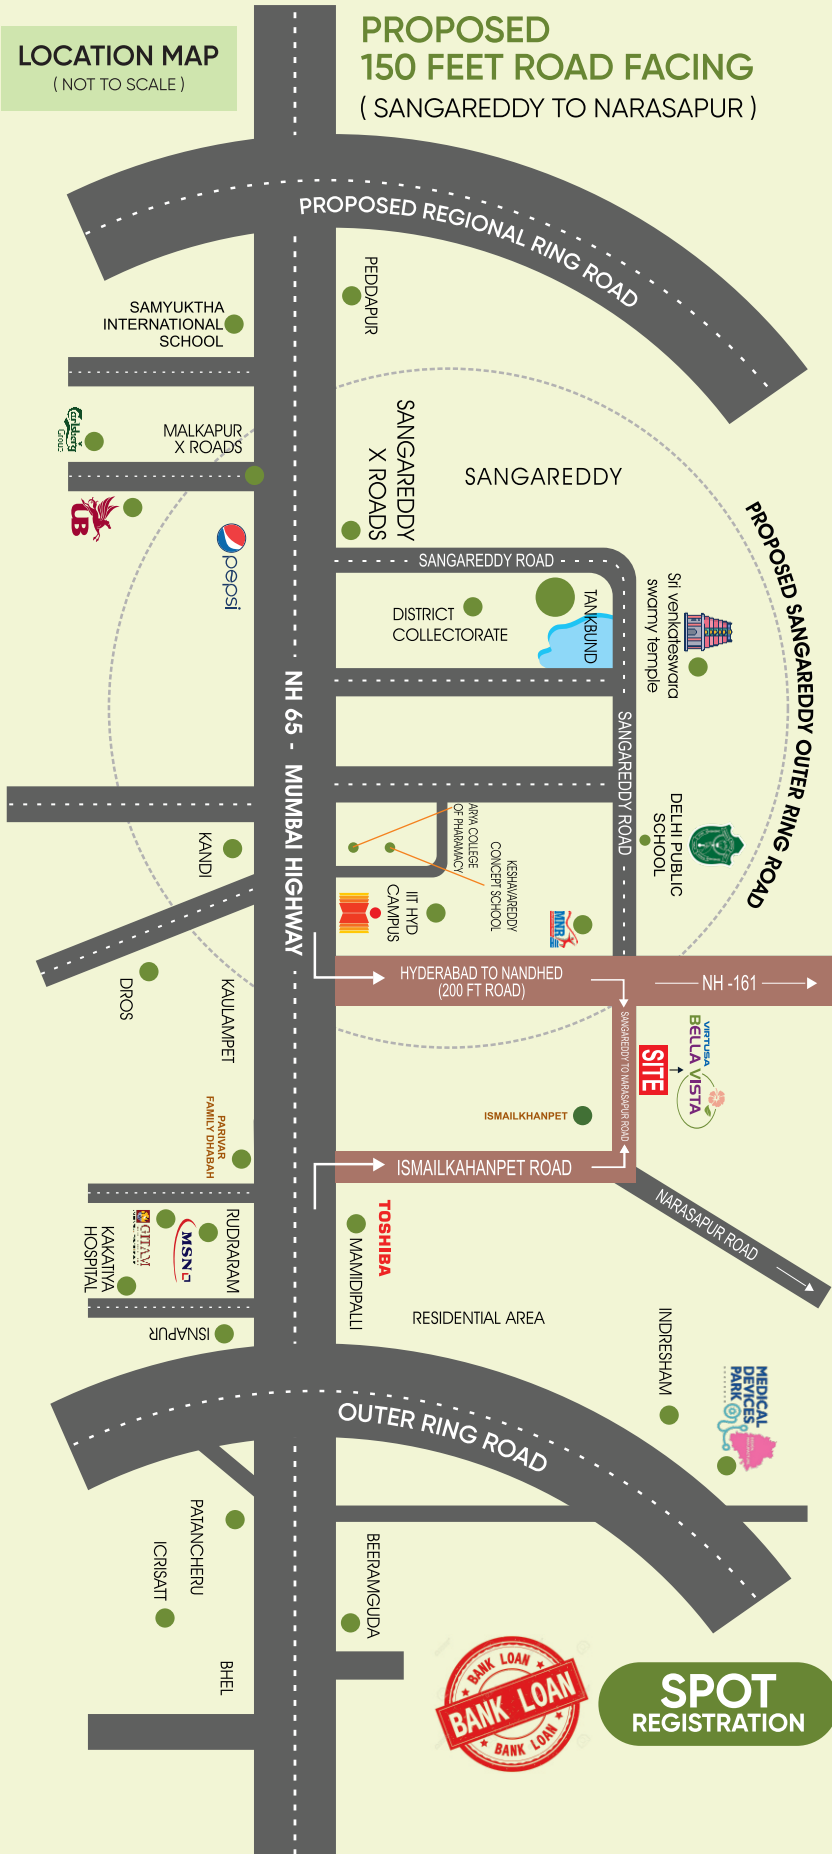 LOCATION MAP
( NOT TO SCALE )
PROPOSED
150 FEET ROAD FACING
( SANGAREDDY TO NARASAPUR )
PROPOSED REGIONAL RING ROAD
PEDDAPUR
SAMYUKTHA
INTERNATIONAL
SCHOOL
Carlsberg
Group
MALKAPUR
X ROADS
UB
pepsi
SANGAREDDY
X ROADS
SANGAREDDY
PROPOSED SANGAREDDY OUTER RING ROAD
SANGAREDDY ROAD
DISTRICT
COLLECTORATE
TANKBUND
Sri venkateswara
swamy temple
NH 65 - MUMBAI HIGHWAY
SANGAREDDY ROAD
DELHI PUBLIC
SCHOOL
KANDI
ARYA COLLEGE
OF PHARAMACY
KESHAVAREDDY
CONCEPT SCHOOL
IIT HYD
CAMPUS
MNR
DROS
KAULAMPET
HYDERABAD TO NANDHED
(200 FT ROAD)
NH -161
SANGAREDDY TO NARASAPUR ROAD
SITE
VIRTUSA
BELLA VISTA
ISMAILKHANPET
PARIVAR
FAMILY DHABAH
ISMAILKAHANPET ROAD
NARASAPUR ROAD
RUDRARAM
MSN
GITAM
KAKATIYA
HOSPITAL
TOSHIBA
MAMIDIPALLI
ISNAPUR
RESIDENTIAL AREA
INDRESHAM
MEDICAL
DEVICES
PARK
OUTER RING ROAD
PATANCHERU
ICRISATT
BEERAMGUDA
BHEL
BANK LOAN
BANK LOAN
BANK LOAN
SPOT
REGISTRATION